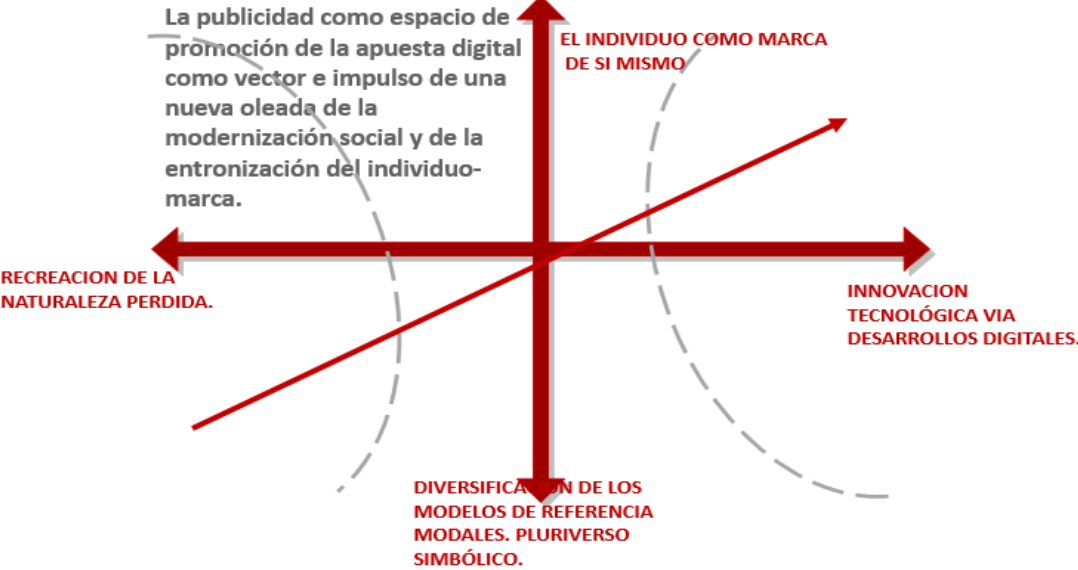 La publicidad como espacio de
promoción de la apuesta digital
como vector e impulso de una
nueva oleada de la
modernización social y de la
entronización del individuo-
marca.
EL INDIVIDUO COMO MARCA
DE SI MISMO
RECREACION DE LA
NATURALEZA PERDIDA.
INNOVACION
TECNOLÓGICA VIA
DESARROLLOS DIGITALES.
DIVERSIFICACION DE LOS
MODELOS DE REFERENCIA
MODALES. PLURIVERSO
SIMBÓLICO.